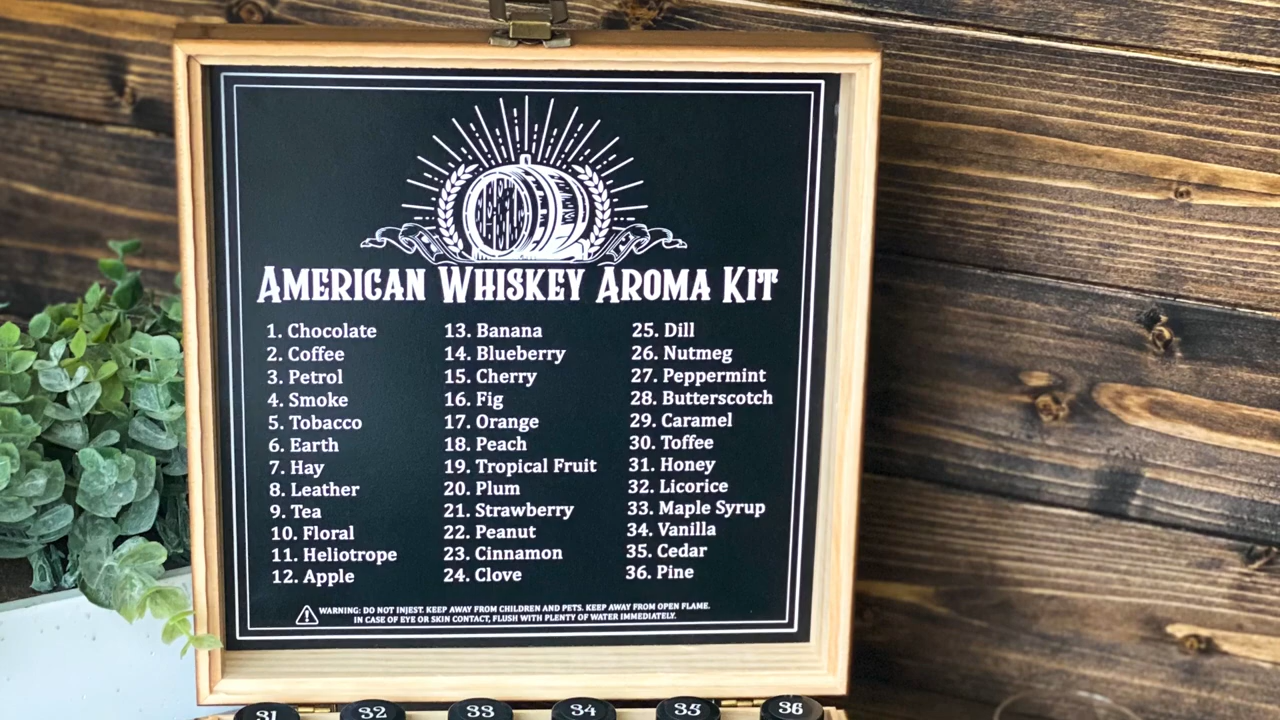 AMERICAN WHISKEY AROMA KIT
1. Chocolate
2. Coffee
3. Petrol
4. Smoke
5. Tobacco
6. Earth
7. Hay
8. Leather
9. Tea
10. Floral
11. Heliotrope
12. Apple
13. Banana
14. Blueberry
15. Cherry
16. Fig
17. Orange
18. Peach
19. Tropical Fruit
20. Plum
21. Strawberry
22. Peanut
23. Cinnamon
24. Clove
25. Dill
26. Nutmeg
27. Peppermint
28. Butterscotch
29. Caramel
30. Toffee
31. Honey
32. Licorice
33. Maple Syrup
34. Vanilla
35. Cedar
36. Pine
WARNING: DO NOT INJEST. KEEP AWAY FROM CHILDREN AND PETS. KEEP AWAY FROM OPEN FLAME.
IN CASE OF EYE OR SKIN CONTACT, FLUSH WITH PLENTY OF WATER IMMEDIATELY.
31 32 33 34 35 36